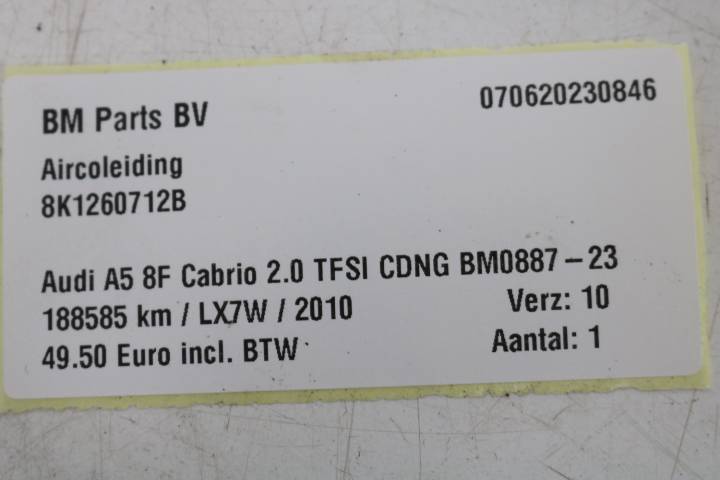 BM Parts BV 070620230846
Aircoleiding
8K1260712B
Audi A5 8F Cabrio 2.0 TFSI CDNG BM0887-23
188585 km / LX7W / 2010 Verz: 10
49.50 Euro incl. BTW Aantal: 1